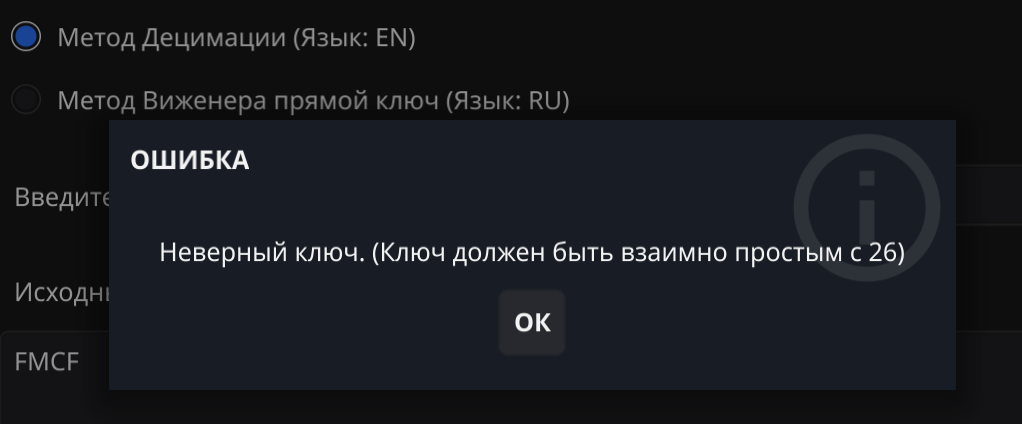 Метод Децимации (Язык: EN)
Метод Виженера прямой ключ (Язык: RU)
ОШИБКА
Введите
Неверный ключ. (Ключ должен быть взаимно простым с 26)
OK
FMCF